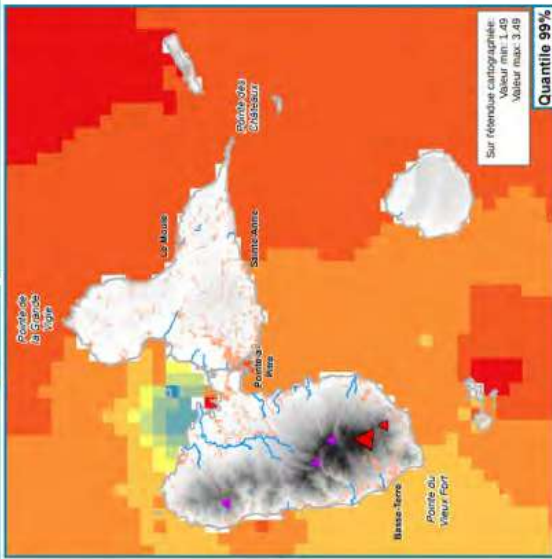 Pointe de
la Grande
Vigie
Le Moule
Pointe des
Châteaux
Sainte-Anne
Pointe-à-
Pitre
Basse-Terre
Pointe du
Vieux Fort
Sur l'étendue cartographiée:
Valeur min: 1.49
Valeur max: 3.49
Quantile 99%